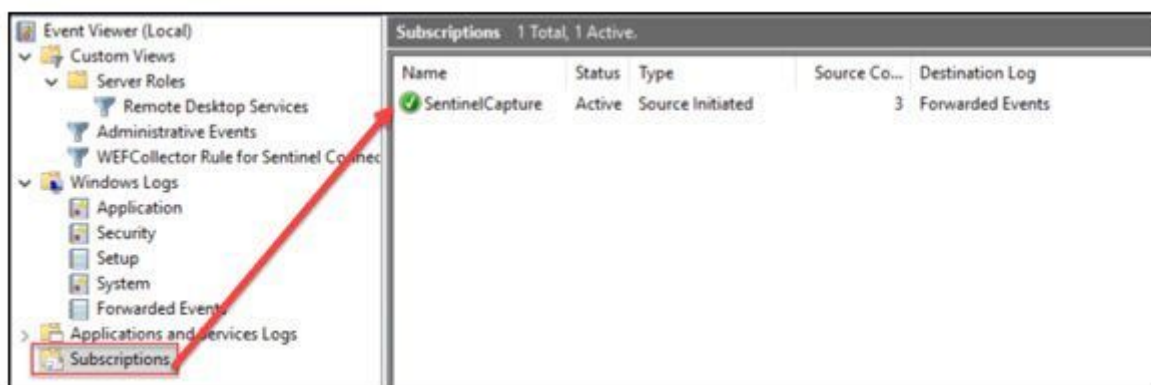 Event Viewer (Local)
Custom Views
Server Roles
Remote Desktop Services
Administrative Events
WEFCollector Rule for Sentinel
Windows Logs
Application
Security
Setup
System
Forwarded Events
Applications and Services Logs
Subscriptions
Subscriptions 1 Total, 1 Active.
Name Status Type Source Co... Destination Log
SentinelCapture Active Source Initiated 3 Forwarded Events